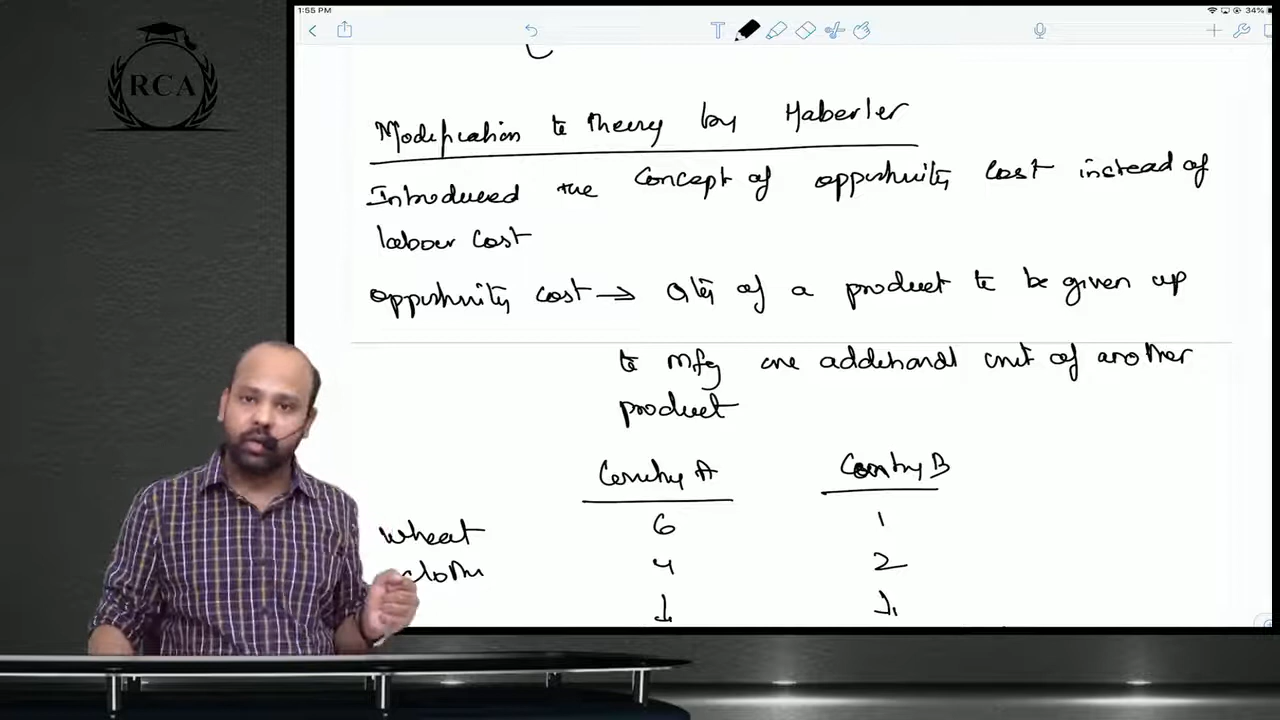 1:55 PM
34%
RCA
T
Modification to theory by Haberler
Introduced the concept of opportunity cost instead of
labour cost
opportunity cost → Qty of a product to be given up
to mfg one additional unit of another
product
Country A Country B
Wheat 6 1
cloth 4 2